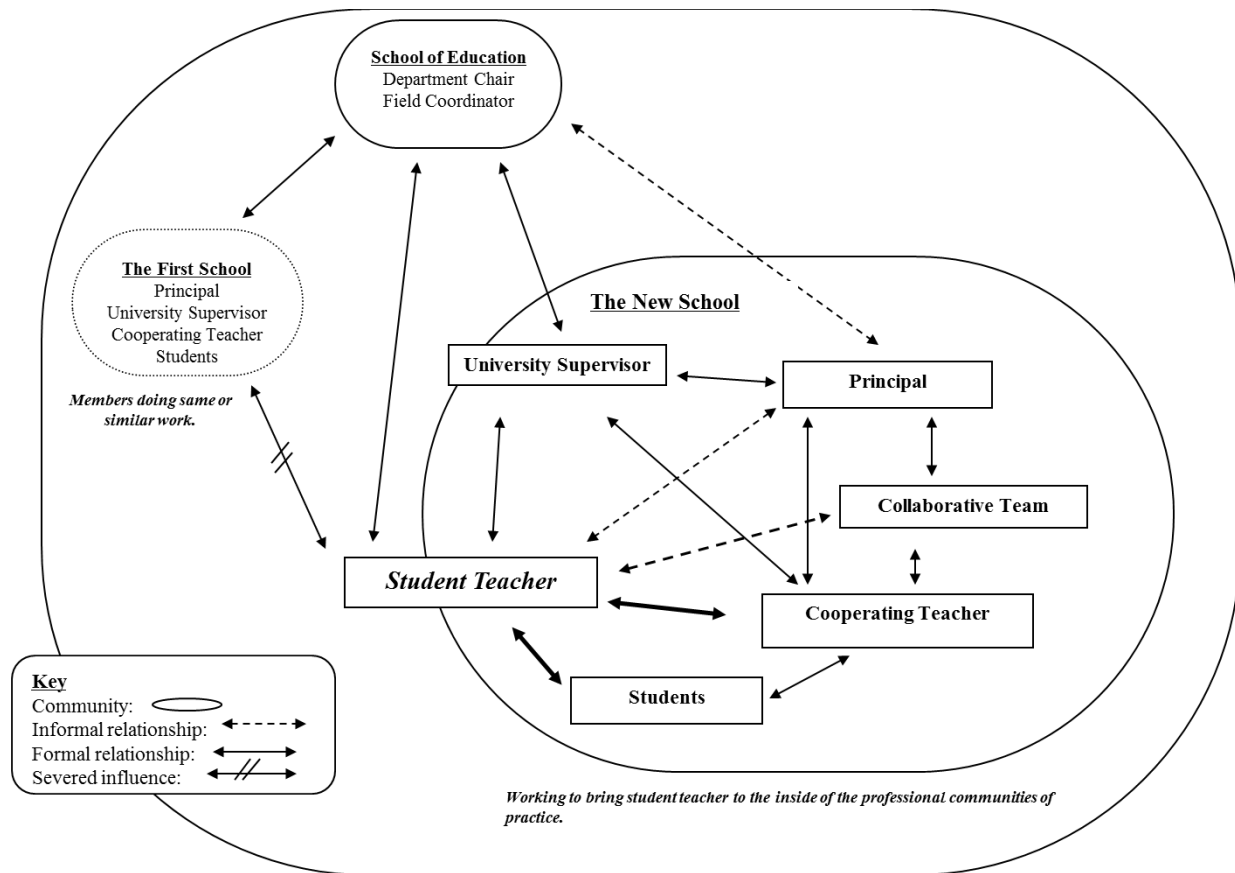 School of Education
Department Chair
Field Coordinator
The First School
Principal
University Supervisor
Cooperating Teacher
Students
Members doing same or
similar work.
The New School
University Supervisor
Principal
Collaborative Team
Student Teacher
Cooperating Teacher
Students
Key
Community:
Informal relationship:
Formal relationship:
Severed influence:
Working to bring student teacher to the inside of the professional communities of
practice.